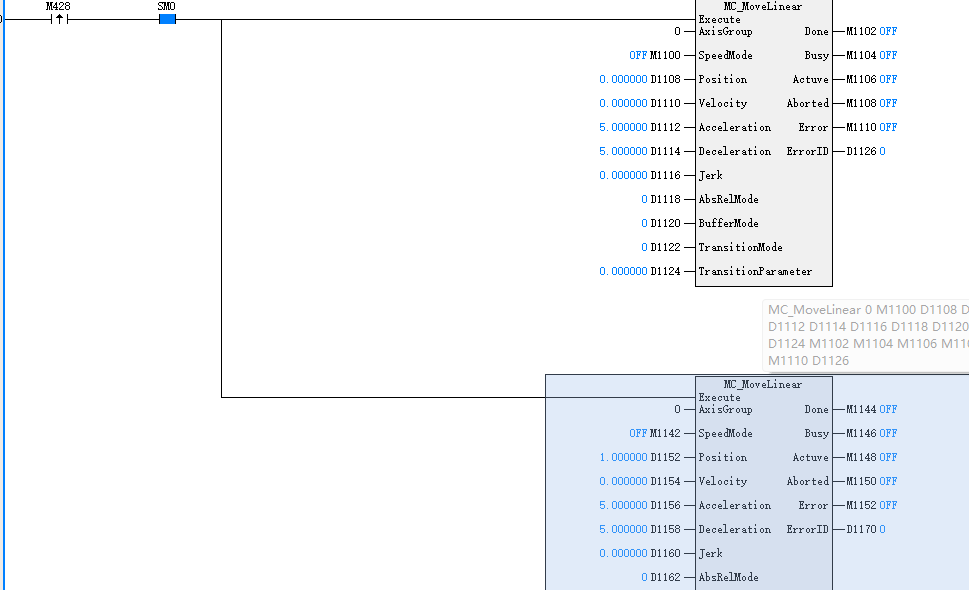 M428 SM0 MC_MoveLinear
0 Execute
0 AxisGroup Done M1102 OFF
OFF M1100 SpeedMode Busy M1104 OFF
0.000000 D1108 Position Actuve M1106 OFF
0.000000 D1110 Velocity Aborted M1108 OFF
5.000000 D1112 Acceleration Error M1110 OFF
5.000000 D1114 Deceleration ErrorID D1126 0
0.000000 D1116 Jerk
0 D1118 AbsRelMode
0 D1120 BufferMode
0 D1122 TransitionMode
0.000000 D1124 TransitionParameter
MC_MoveLinear 0 M1100 D1108 D
D1112 D1114 D1116 D1118 D1120
D1124 M1102 M1104 M1106 M110
M1110 D1126
MC_MoveLinear
Execute
0 AxisGroup Done M1144 OFF
OFF M1142 SpeedMode Busy M1146 OFF
1.000000 D1152 Position Actuve M1148 OFF
0.000000 D1154 Velocity Aborted M1150 OFF
5.000000 D1156 Acceleration Error M1152 OFF
5.000000 D1158 Deceleration ErrorID D1170 0
0.000000 D1160 Jerk
0 D1162 AbsRelMode